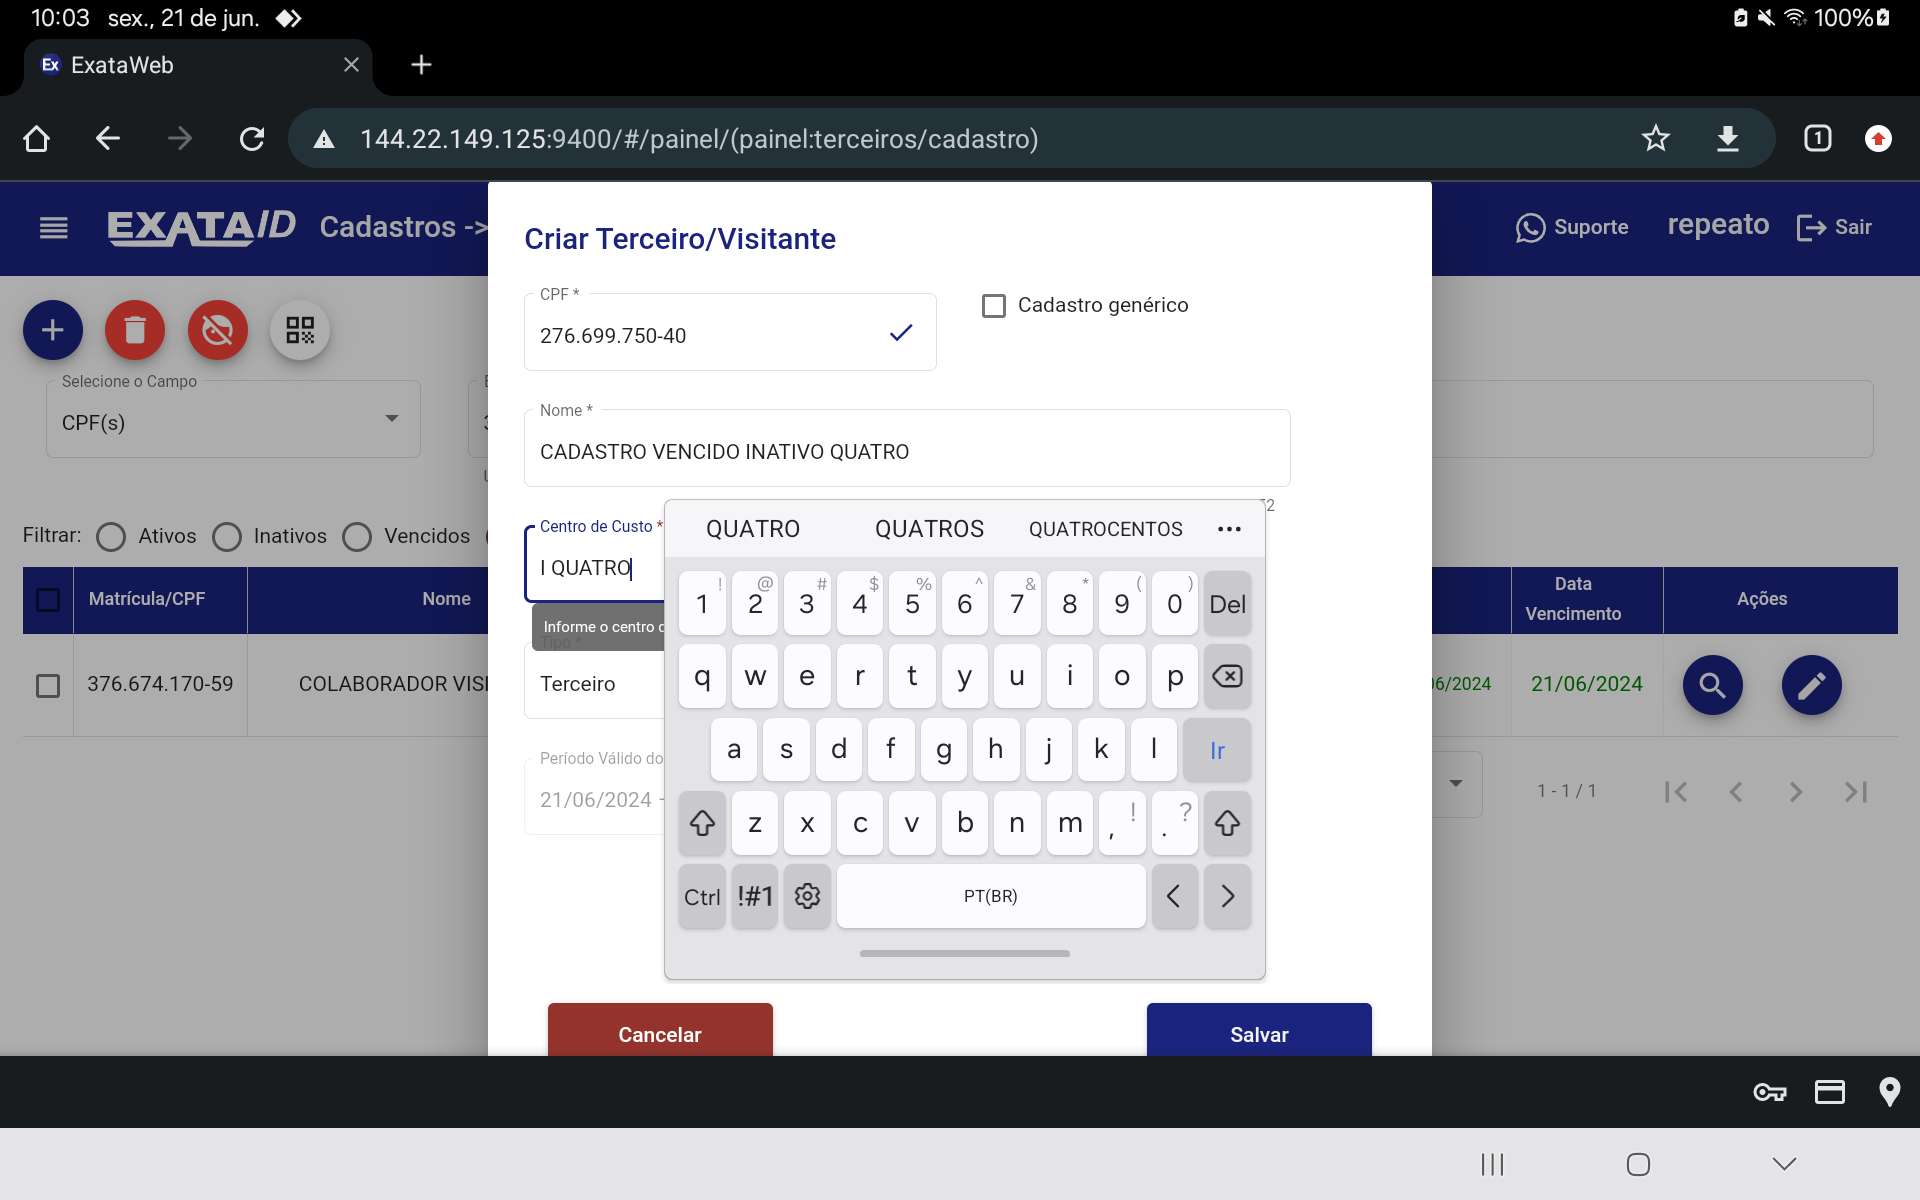 10:03 sex., 21 de jun. 100%
Ex ExataWeb
144.22.149.125:9400/#/painel/(painel:terceiros/cadastro) 1
EXATA/D Cadastros -> Suporte repeato Sair
Criar Terceiro/Visitante
CPF *
276.699.750-40
Cadastro genérico
Selecione o Campo
CPF(s)
Nome *
CADASTRO VENCIDO INATIVO QUATRO
Filtrar: Ativos Inativos Vencidos
Centro de Custo *
I QUATRO
Informe o centro
Tipo *
Terceiro
Período Válido do
21/06/2024 -
QUATRO QUATROS QUATROCENTOS •••
! @ # $ % ^ & * ( )
1 2 3 4 5 6 7 8 9 0 Del
q w e r t y u i o p
a s d f g h j k l Ir
z x c v b n m , ! . ?
Ctrl !#1 PT(BR) < >
Matrícula/CPF Nome Data Vencimento Ações
376.674.170-59 COLABORADOR 6/2024 21/06/2024
1 - 1 / 1
Cancelar Salvar